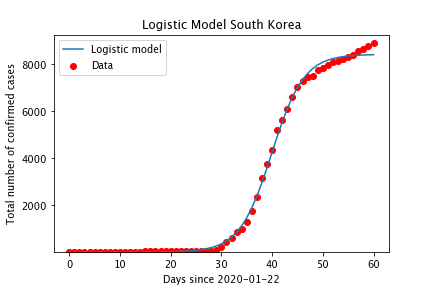 Logistic Model South Korea
Logistic model
Data
Total number of confirmed cases
8000
6000
4000
2000
0 10 20 30 40 50 60
Days since 2020-01-22